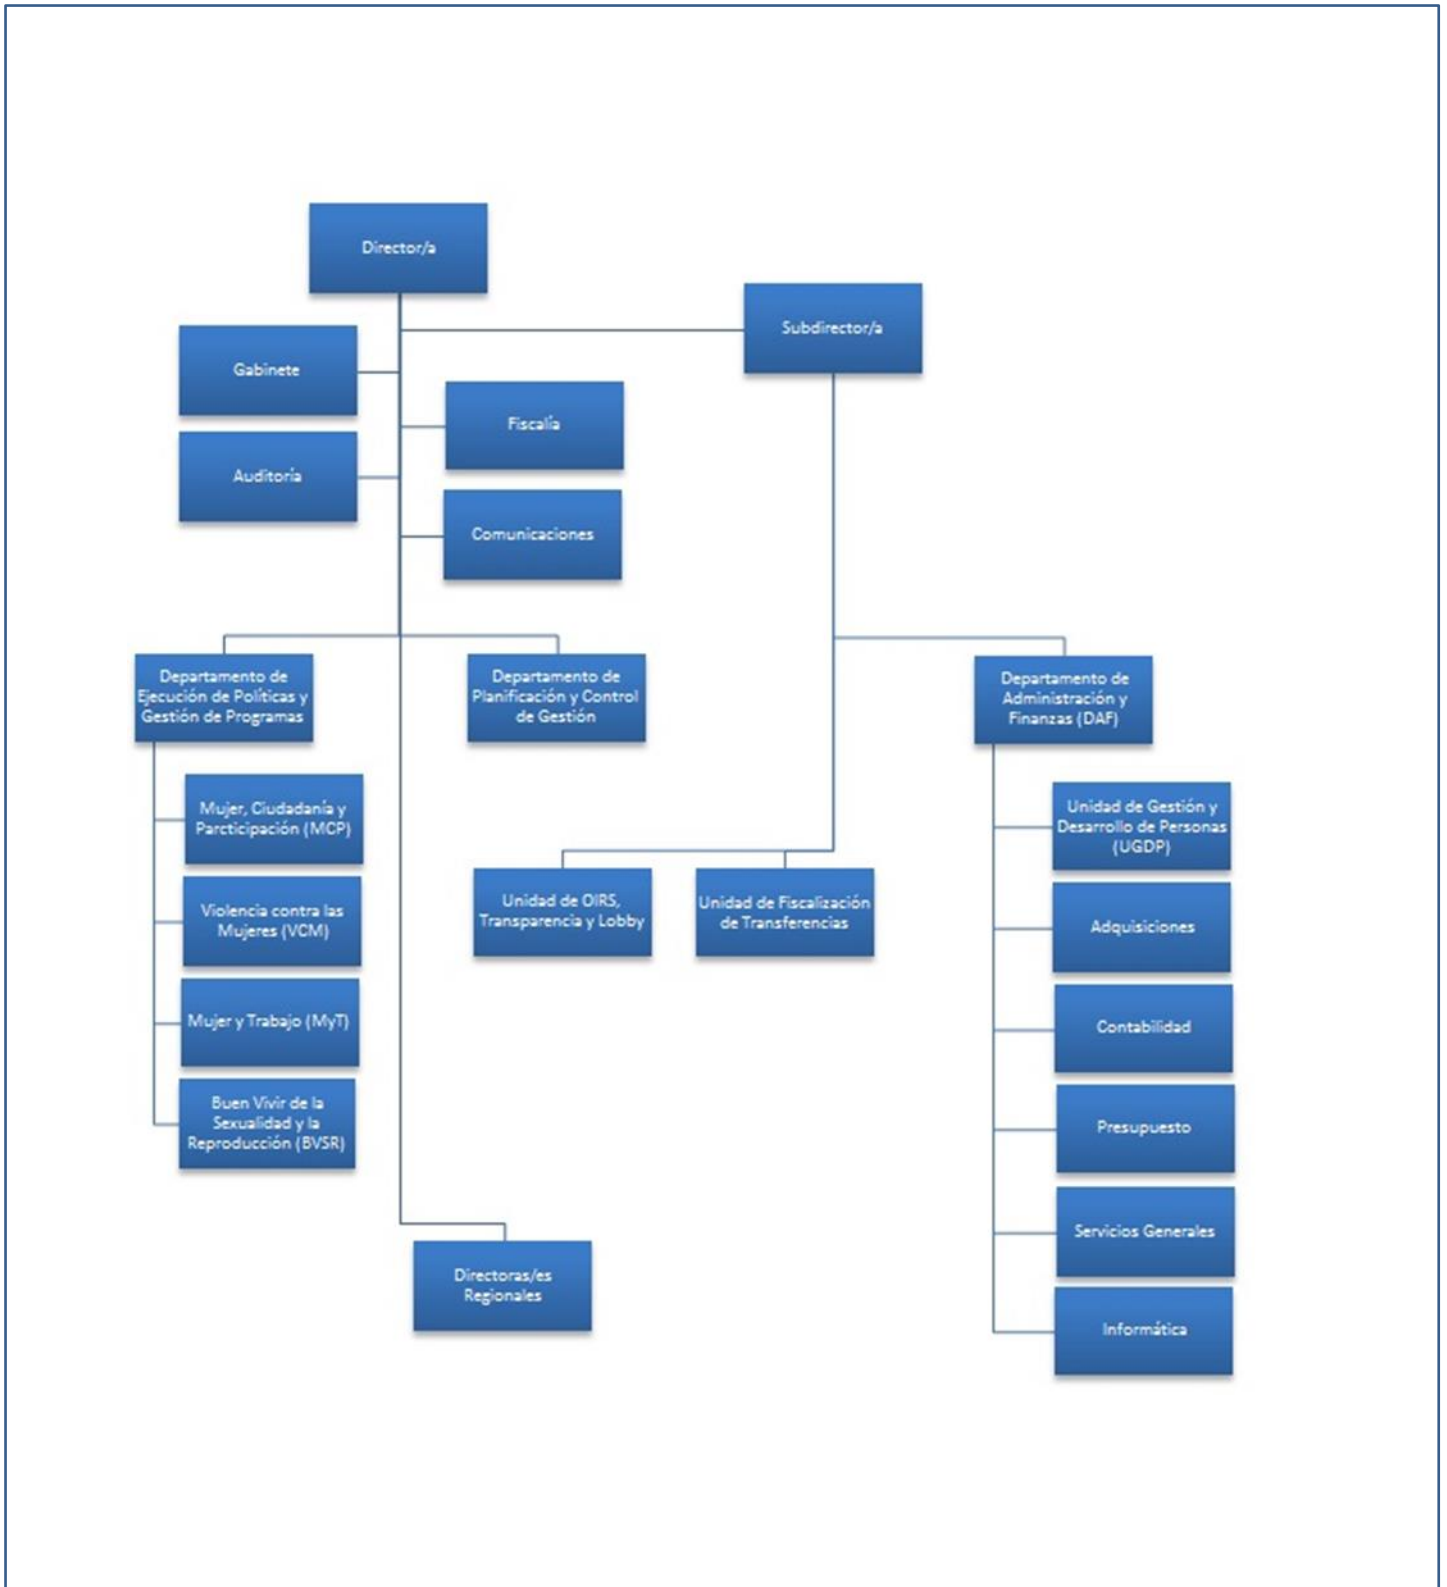 Director/a
Subdirector/a
Gabinete
Fiscalía
Auditoría
Comunicaciones
Departamento de
Ejecución de Políticas y
Gestión de Programas
Departamento de
Planificación y Control
de Gestión
Departamento de
Administración y
Finanzas (DAF)
Mujer, Ciudadanía y
Parcticipación (MCP)
Violencia contra las
Mujeres (VCM)
Mujer y Trabajo (MyT)
Buen Vivir de la
Sexualidad y la
Reproducción (BVSR)
Unidad de OIRS,
Transparencia y Lobby
Unidad de Fiscalización
de Transferencias
Unidad de Gestión y
Desarrollo de Personas
(UGDP)
Adquisiciones
Contabilidad
Presupuesto
Servicios Generales
Informática
Directoras/es
Regionales